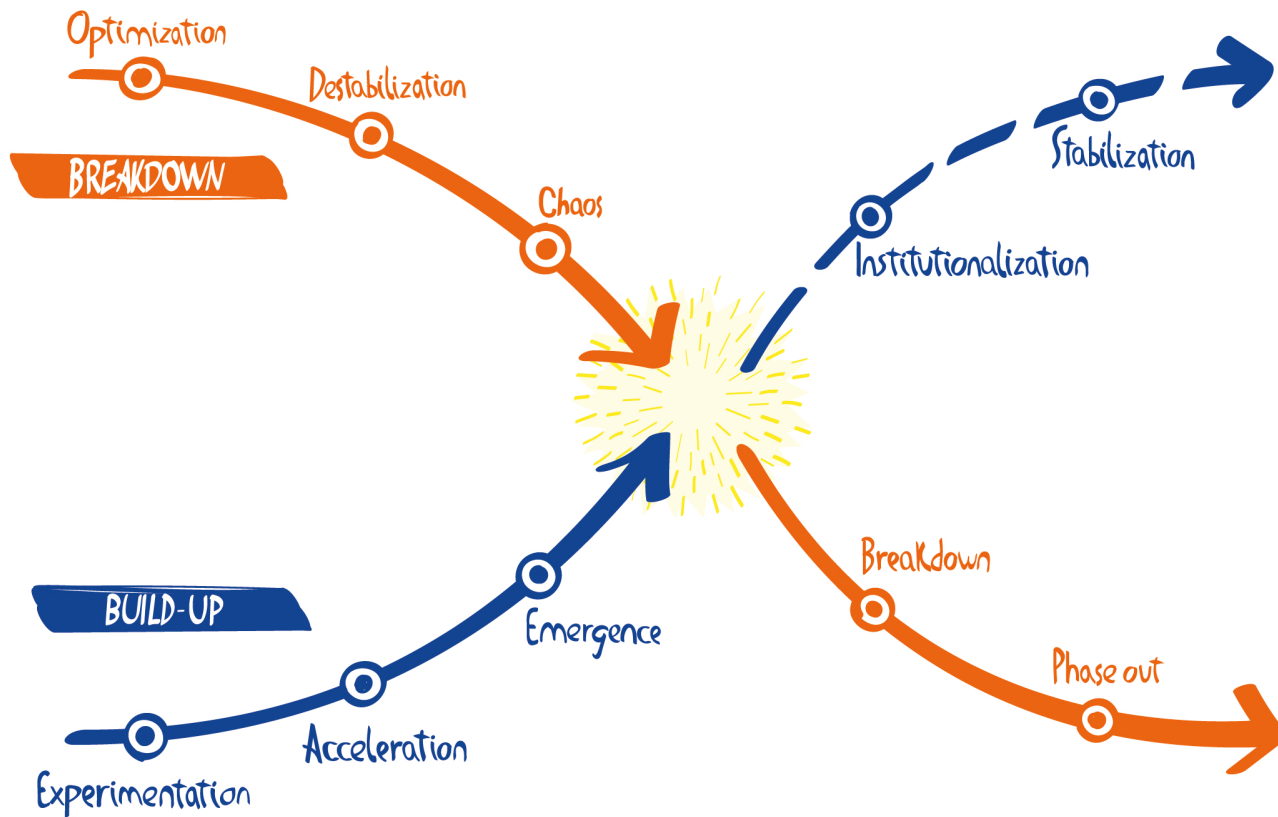 Optimization
Destabilization
BREAKDOWN
Chaos
Stabilization
Institutionalization
BUILD-UP
Emergence
Acceleration
Experimentation
Breakdown
Phase out